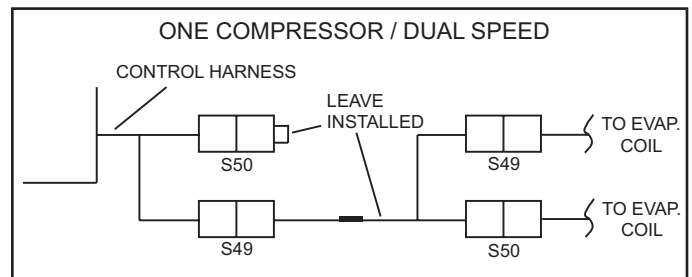 ONE COMPRESSOR / DUAL SPEED
CONTROL HARNESS
LEAVE
INSTALLED
S50
S49
TO EVAP.
COIL
S49
S50
TO EVAP.
COIL